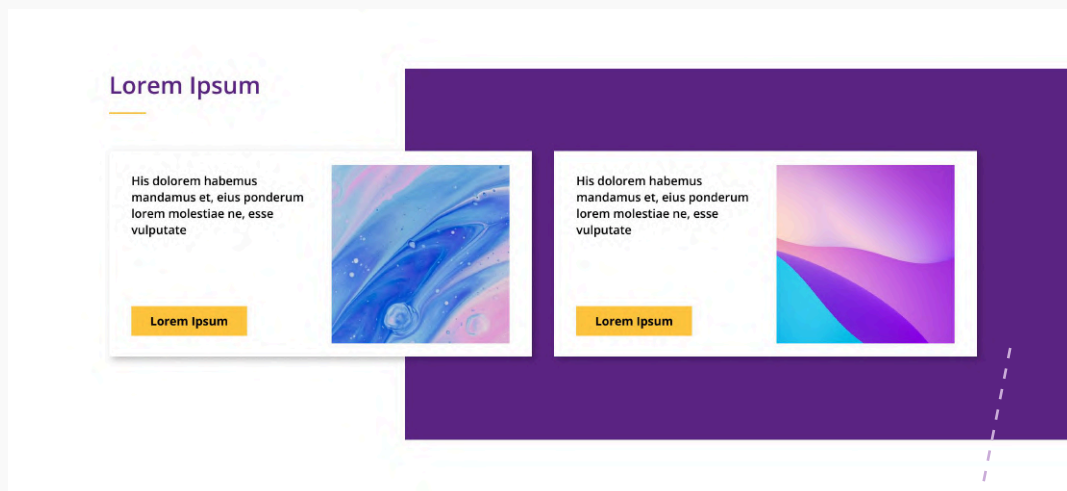 Lorem Ipsum
His dolorem habemus
mandamus et, eius ponderum
lorem molestiae ne, esse
vulputate
Lorem Ipsum
His dolorem habemus
mandamus et, eius ponderum
lorem molestiae ne, esse
vulputate
Lorem Ipsum